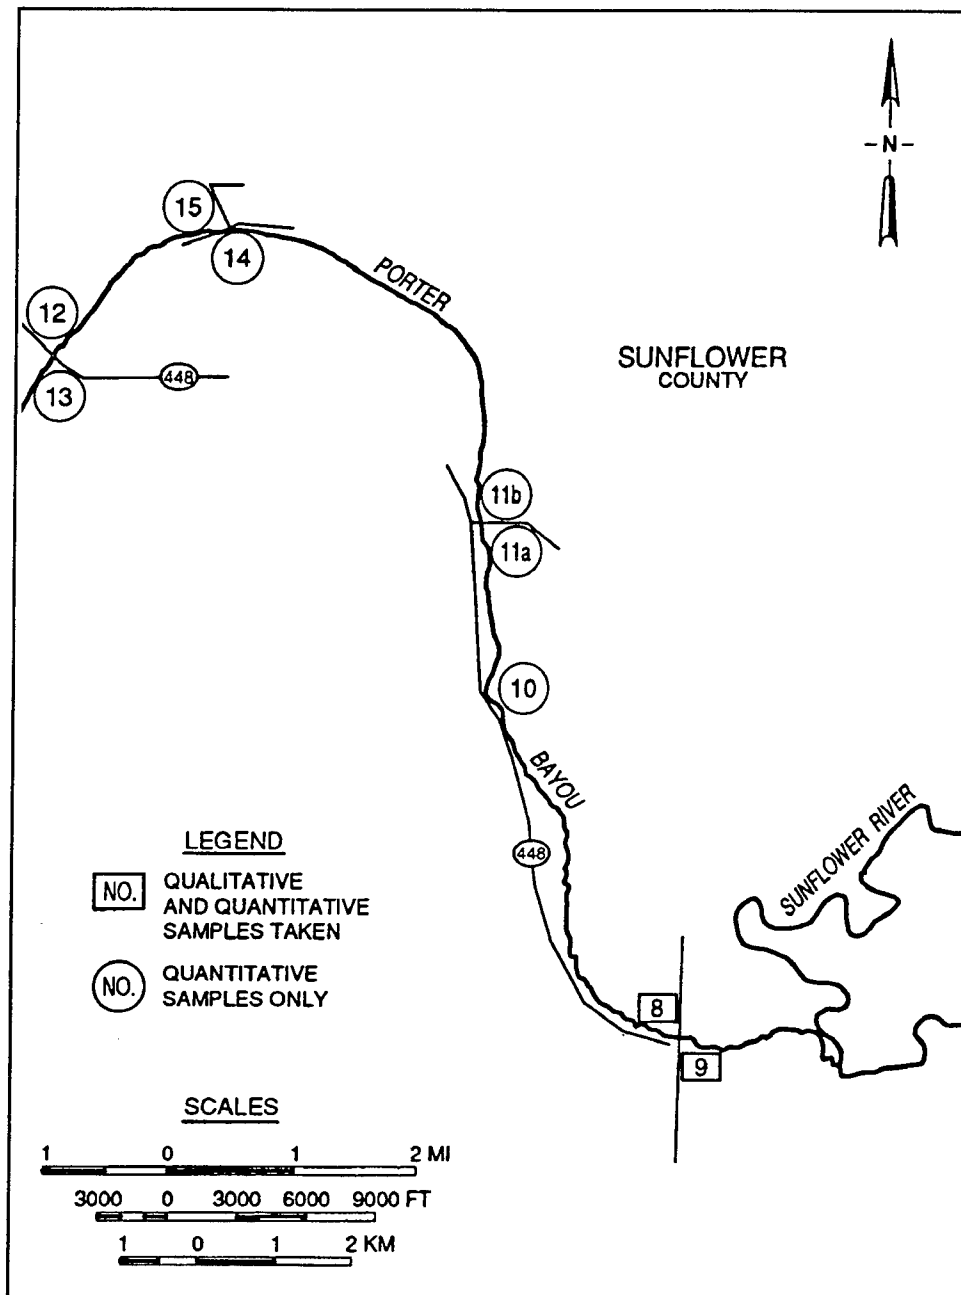 - N -
15
14
PORTER
12
SUNFLOWER
COUNTY
448
13
11b
11a
10
BAYOU
SUNFLOWER RIVER
448
LEGEND
NO. QUALITATIVE
AND QUANTITATIVE
SAMPLES TAKEN
NO. QUANTITATIVE
SAMPLES ONLY
8
9
SCALES
1 0 1 2 MI
3000 0 3000 6000 9000 FT
1 0 1 2 KM